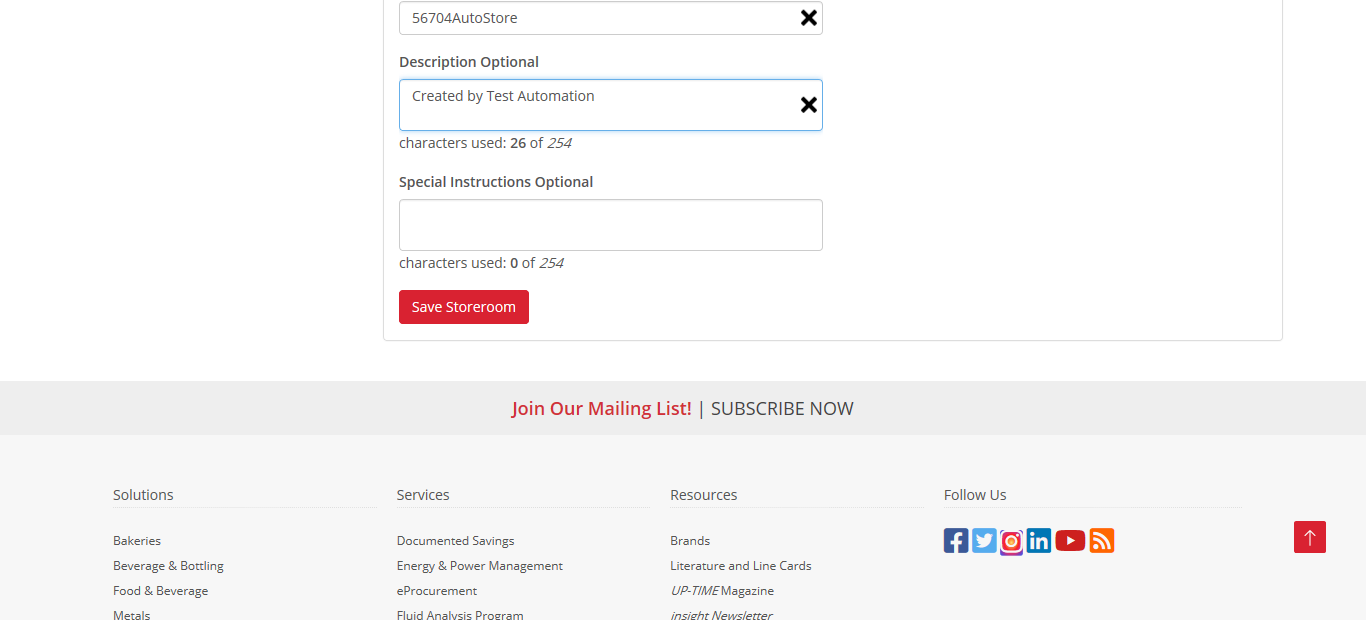 56704AutoStore
Description Optional
Created by Test Automation
characters used: 26 of 254
Special Instructions Optional
characters used: 0 of 254
Save Storeroom
Join Our Mailing List! | SUBSCRIBE NOW
Solutions
Services
Resources
Follow Us
Bakeries
Documented Savings
Brands
Beverage & Bottling
Energy & Power Management
Literature and Line Cards
Food & Beverage
eProcurement
UP-TIME Magazine
Metals
Fluid Analysis Program
insight Newsletter